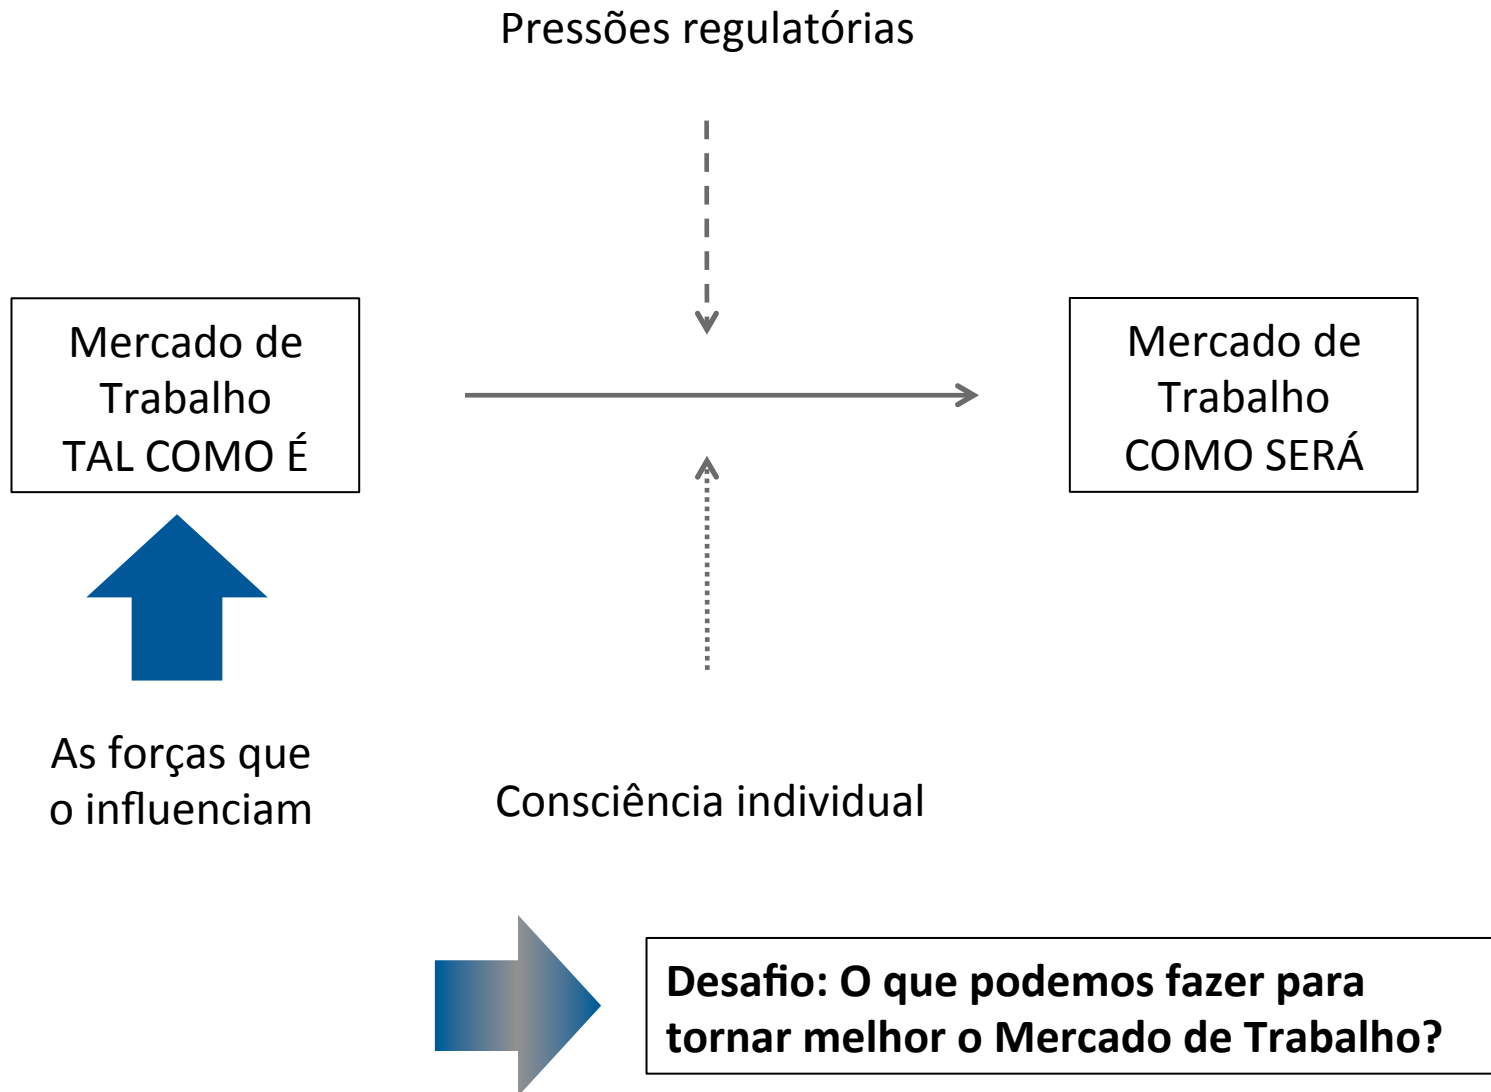 Pressões regulatórias
Mercado de
Trabalho
TAL COMO É
Mercado de
Trabalho
COMO SERÁ
As forças que
o influenciam
Consciência individual
Desafio: O que podemos fazer para
tornar melhor o Mercado de Trabalho?